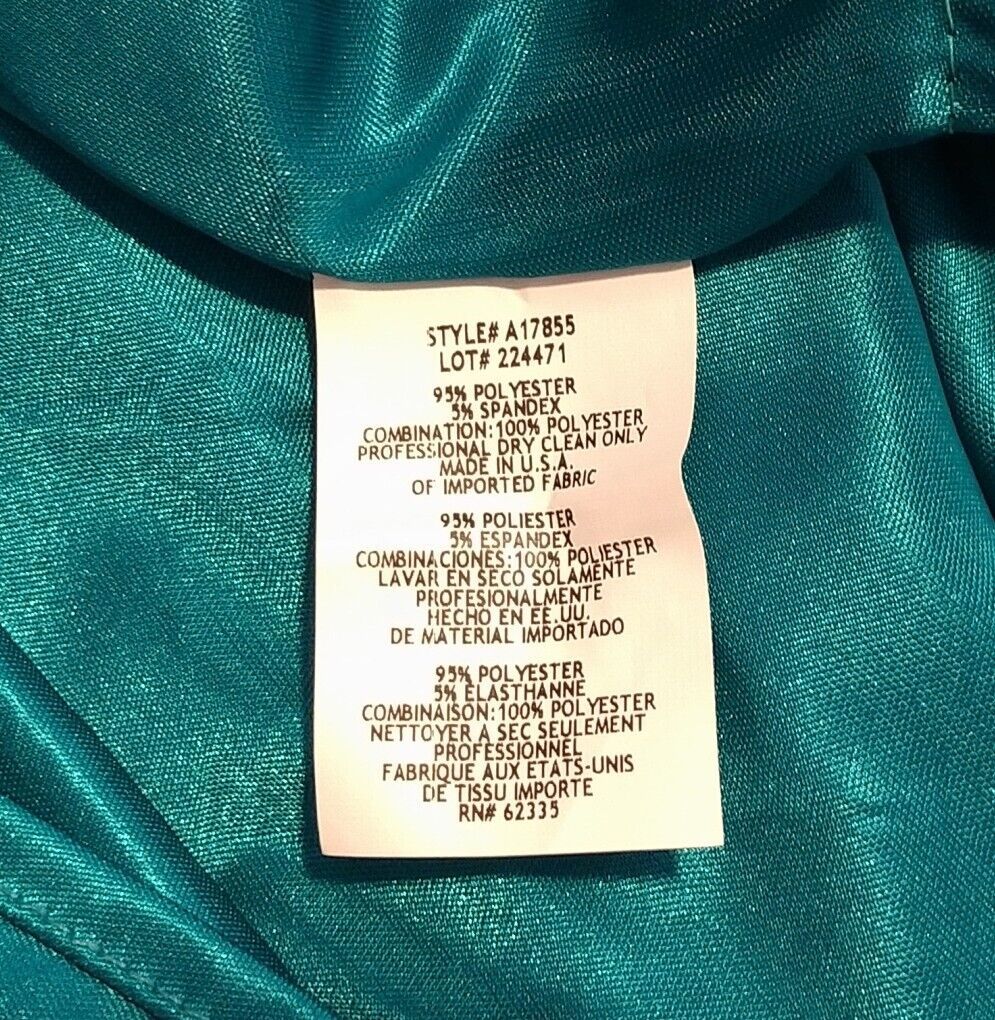 STYLE# A17855
LOT# 224471
95% POLYESTER
5% SPANDEX
COMBINATION:100% POLYESTER
PROFESSIONAL DRY CLEAN ONLY
MADE IN U.S.A.
OF IMPORTED FABRIC
95% POLIESTER
5% ESPANDEX
COMBINACIONES:100% POLIESTER
LAVAR EN SECO SOLAMENTE
PROFESIONALMENTE
HECHO EN EE.UU.
DE MATERIAL IMPORTADO
95% POLYESTER
5% ELASTHANNE
COMBINAISON:100% POLYESTER
NETTOYER A SEC SEULEMENT
PROFESSIONNEL
FABRIQUE AUX ETATS-UNIS
DE TISSU IMPORTE
RN# 62335